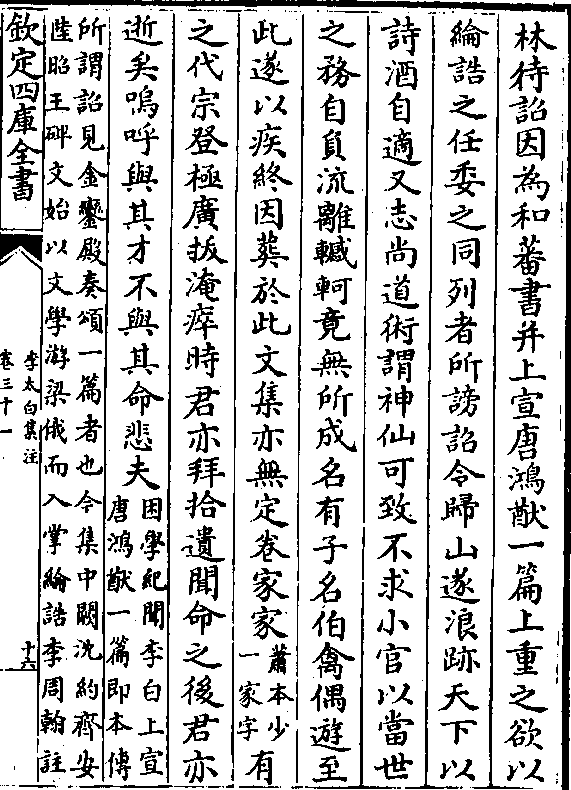 林待詔因為和蕃書并上宣唐鴻猷一篇上重之欲以
綸誥之任委之同列者所謗詔令歸山遂浪跡天下以
詩酒自適又志尚道術謂神仙可致不求小官以當世
之務自負流離轗軻竟無所成名有子名伯禽偶遊至
此遂以疾終因葬於此文集亦無定卷家家
蕭本少
一家字
有
之代宗登極廣拔淹瘁時君亦拜拾遺聞命之後君亦
逝矣嗚呼與其才不與其命悲夫
困學紀聞李白上宣
唐鴻猷一篇即本傳
所謂詔見金鑾殿奏頌一篇者也今集中闕沈約齊安
陸昭王碑文始以文學游梁俄而入掌綸誥李周翰註
欽定四庫全書
李太白集注
卷三十一
十六